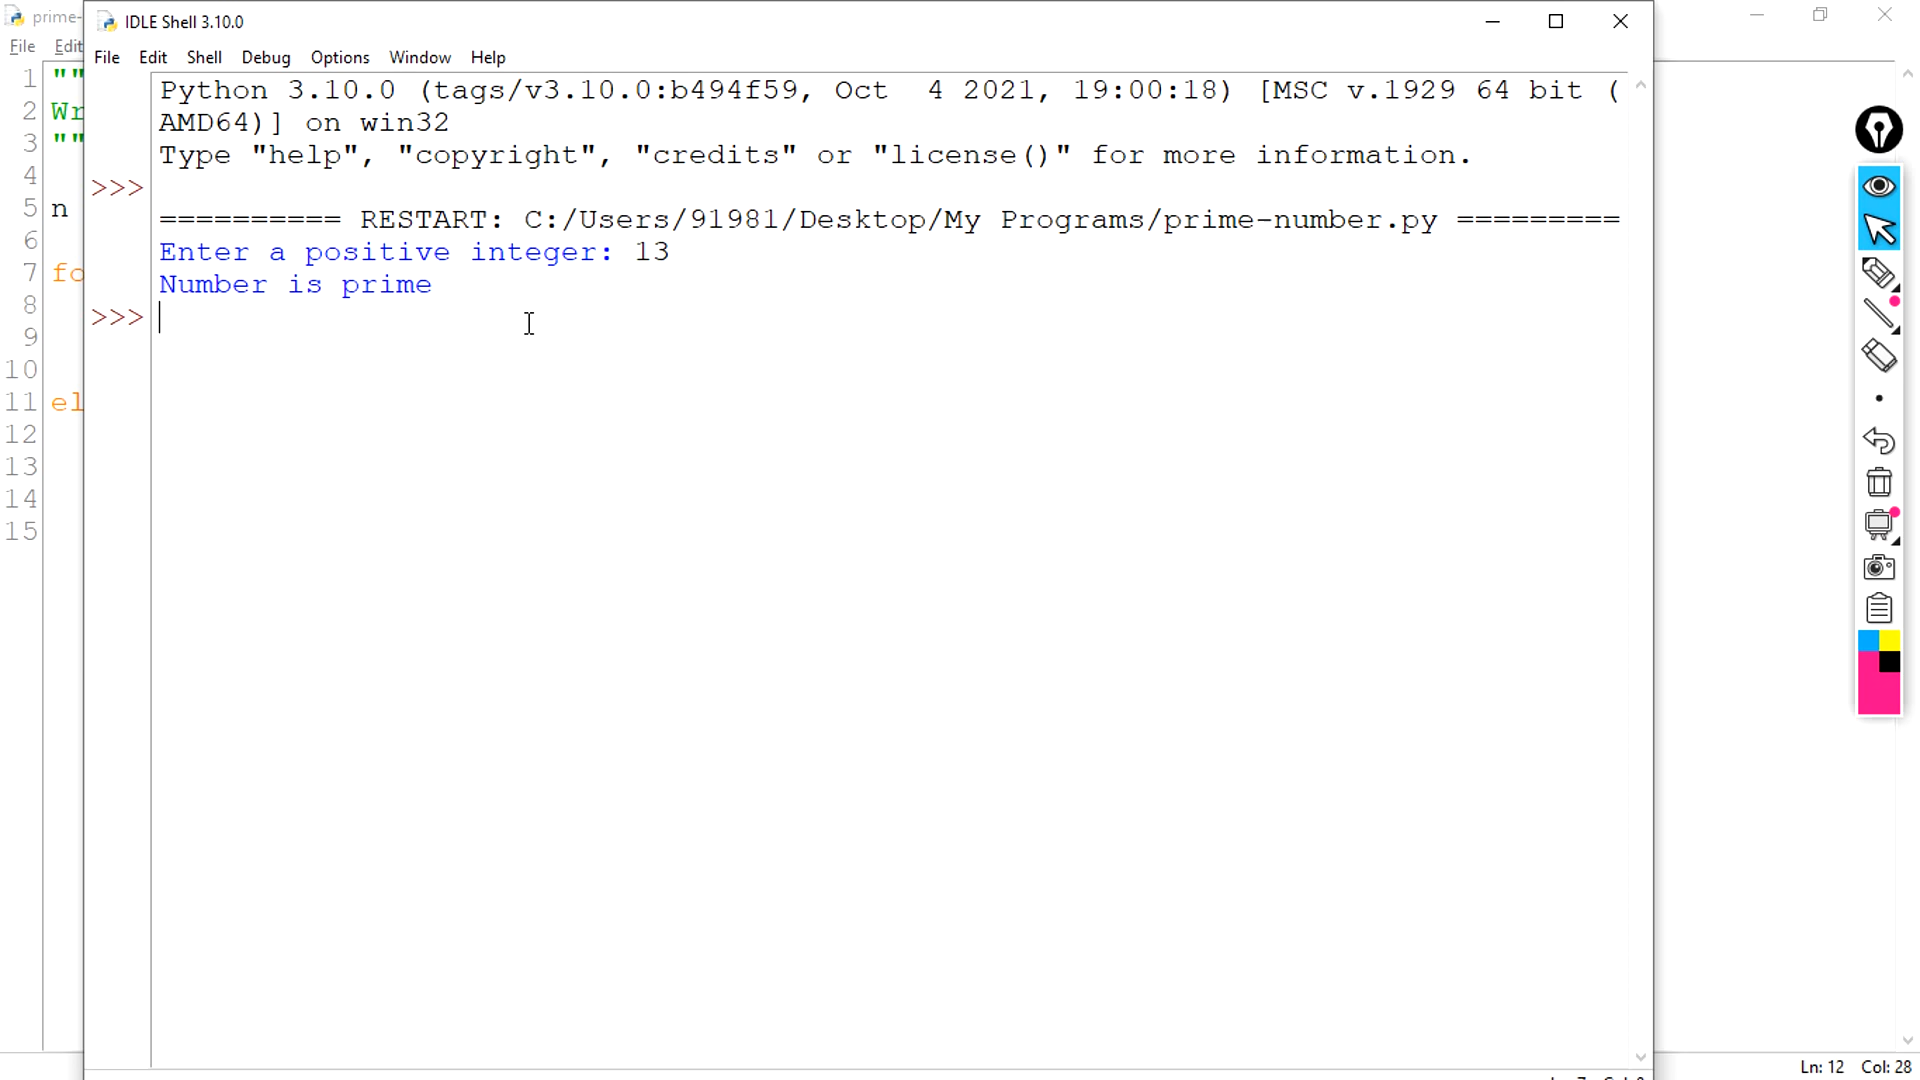 prime-
IDLE Shell 3.10.0
File Edit
File Edit Shell Debug Options Window Help
Python 3.10.0 (tags/v3.10.0:b494f59, Oct  4 2021, 19:00:18) [MSC v.1929 64 bit (
AMD64)] on win32
Type "help", "copyright", "credits" or "license()" for more information.
>>>
========== RESTART: C:/Users/91981/Desktop/My Programs/prime-number.py =========
Enter a positive integer: 13
Number is prime
>>>
1 ""
2 Wr
3 ""
4
5 n
6
7 fo
8
9
10
11 el
12
13
14
15
Ln: 12 Col: 28